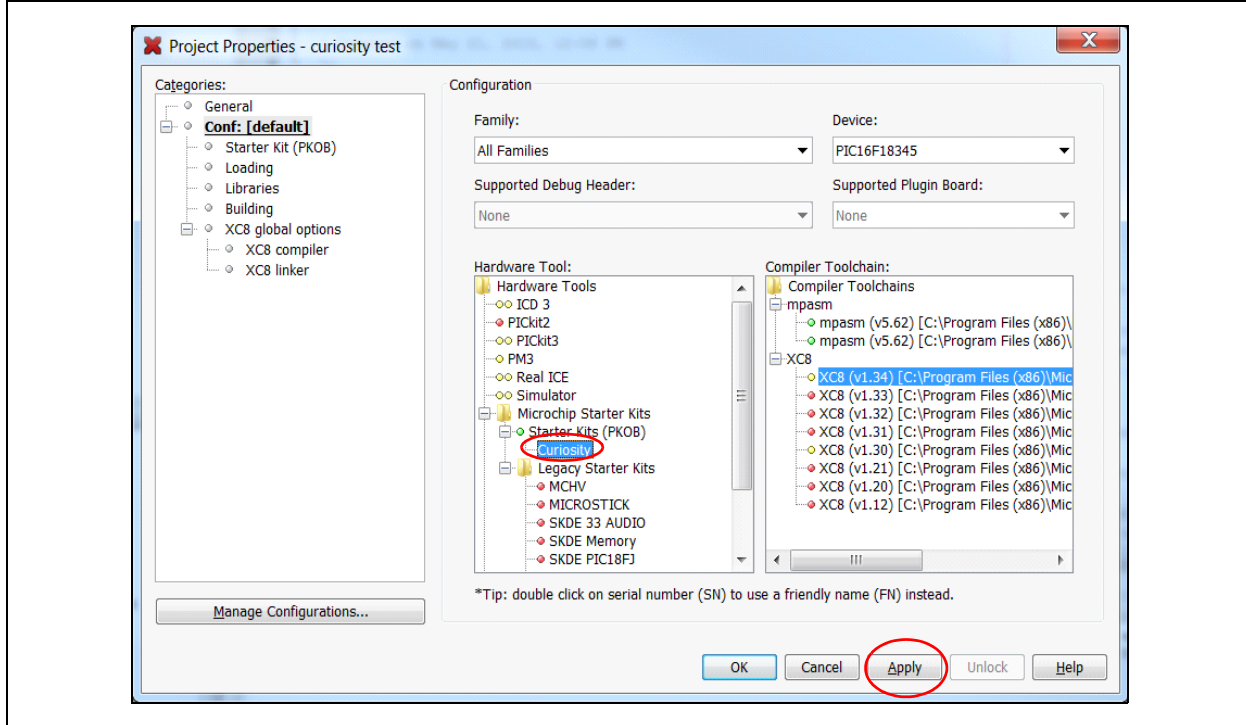 Project Properties - curiosity test
X
Categories:
General
Conf: [default]
Starter Kit (PKOB)
Loading
Libraries
Building
XC8 global options
XC8 compiler
XC8 linker
Manage Configurations...
Configuration
Family:
Device:
All Families
PIC16F18345
Supported Debug Header:
Supported Plugin Board:
None
None
Hardware Tool:
Hardware Tools
ICD 3
PICkit2
PICkit3
PM3
Real ICE
Simulator
Microchip Starter Kits
Starter Kits (PKOB)
Curiosity
Legacy Starter Kits
MCHV
MICROSTICK
SKDE 33 AUDIO
SKDE Memory
SKDE PIC18FJ
Compiler Toolchain:
Compiler Toolchains
mpasm
mpasm (v5.62) [C:\Program Files (x86)\
mpasm (v5.62) [C:\Program Files (x86)\
XC8
XC8 (v1.34) [C:\Program Files (x86)\Mic
XC8 (v1.33) [C:\Program Files (x86)\Mic
XC8 (v1.32) [C:\Program Files (x86)\Mic
XC8 (v1.31) [C:\Program Files (x86)\Mic
XC8 (v1.30) [C:\Program Files (x86)\Mic
XC8 (v1.21) [C:\Program Files (x86)\Mic
XC8 (v1.20) [C:\Program Files (x86)\Mic
XC8 (v1.12) [C:\Program Files (x86)\Mic
*Tip: double click on serial number (SN) to use a friendly name (FN) instead.
OK
Cancel
Apply
Unlock
Help